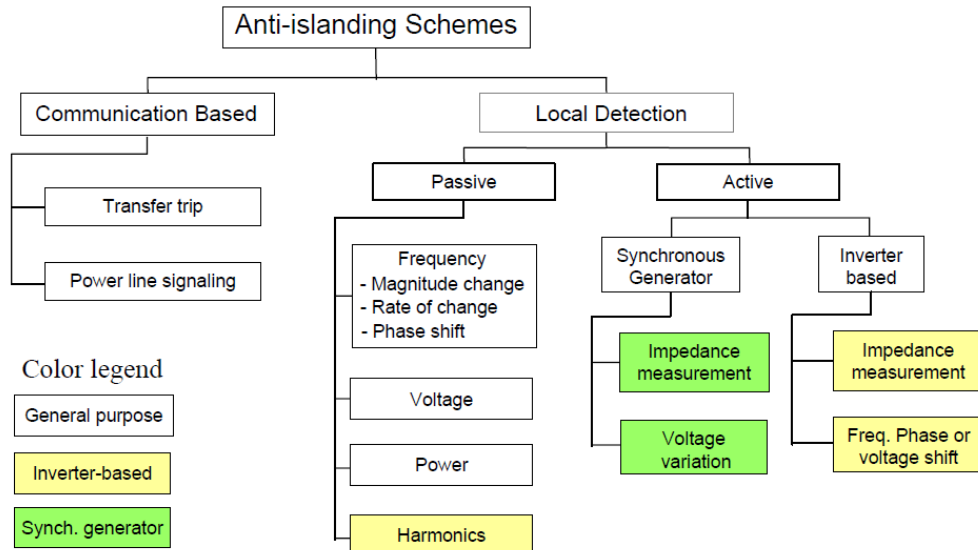 Anti-islanding Schemes
Communication Based
Local Detection
Transfer trip
Power line signaling
Passive
Active
Frequency
- Magnitude change
- Rate of change
- Phase shift
Voltage
Power
Harmonics
Synchronous
Generator
Inverter
based
Impedance
measurement
Voltage
variation
Impedance
measurement
Freq. Phase or
voltage shift
Color legend
General purpose
Inverter-based
Synch. generator